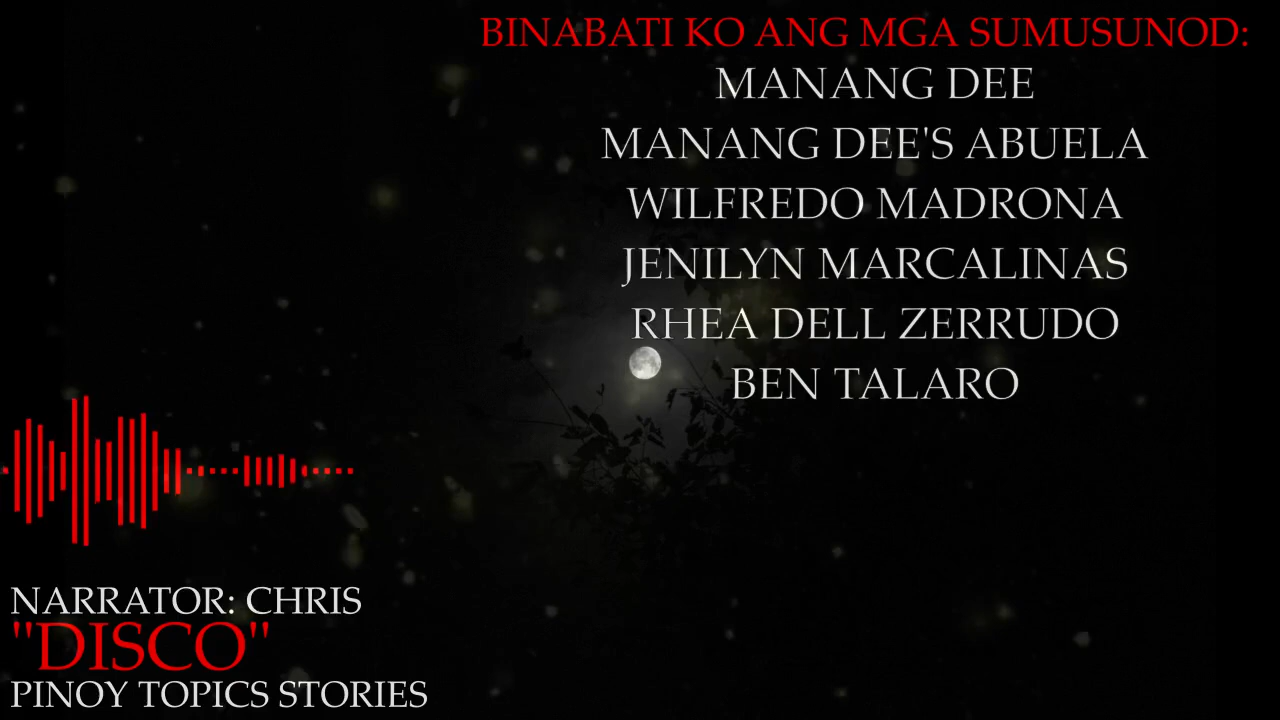 BINABATI KO ANG MGA SUMUSUNOD:
MANANG DEE
MANANG DEE'S ABUELA
WILFREDO MADRONA
JENILYN MARCALINAS
RHEA DELL ZERRUDO
BEN TALARO
NARRATOR: CHRIS
"DISCO"
PINOY TOPICS STORIES